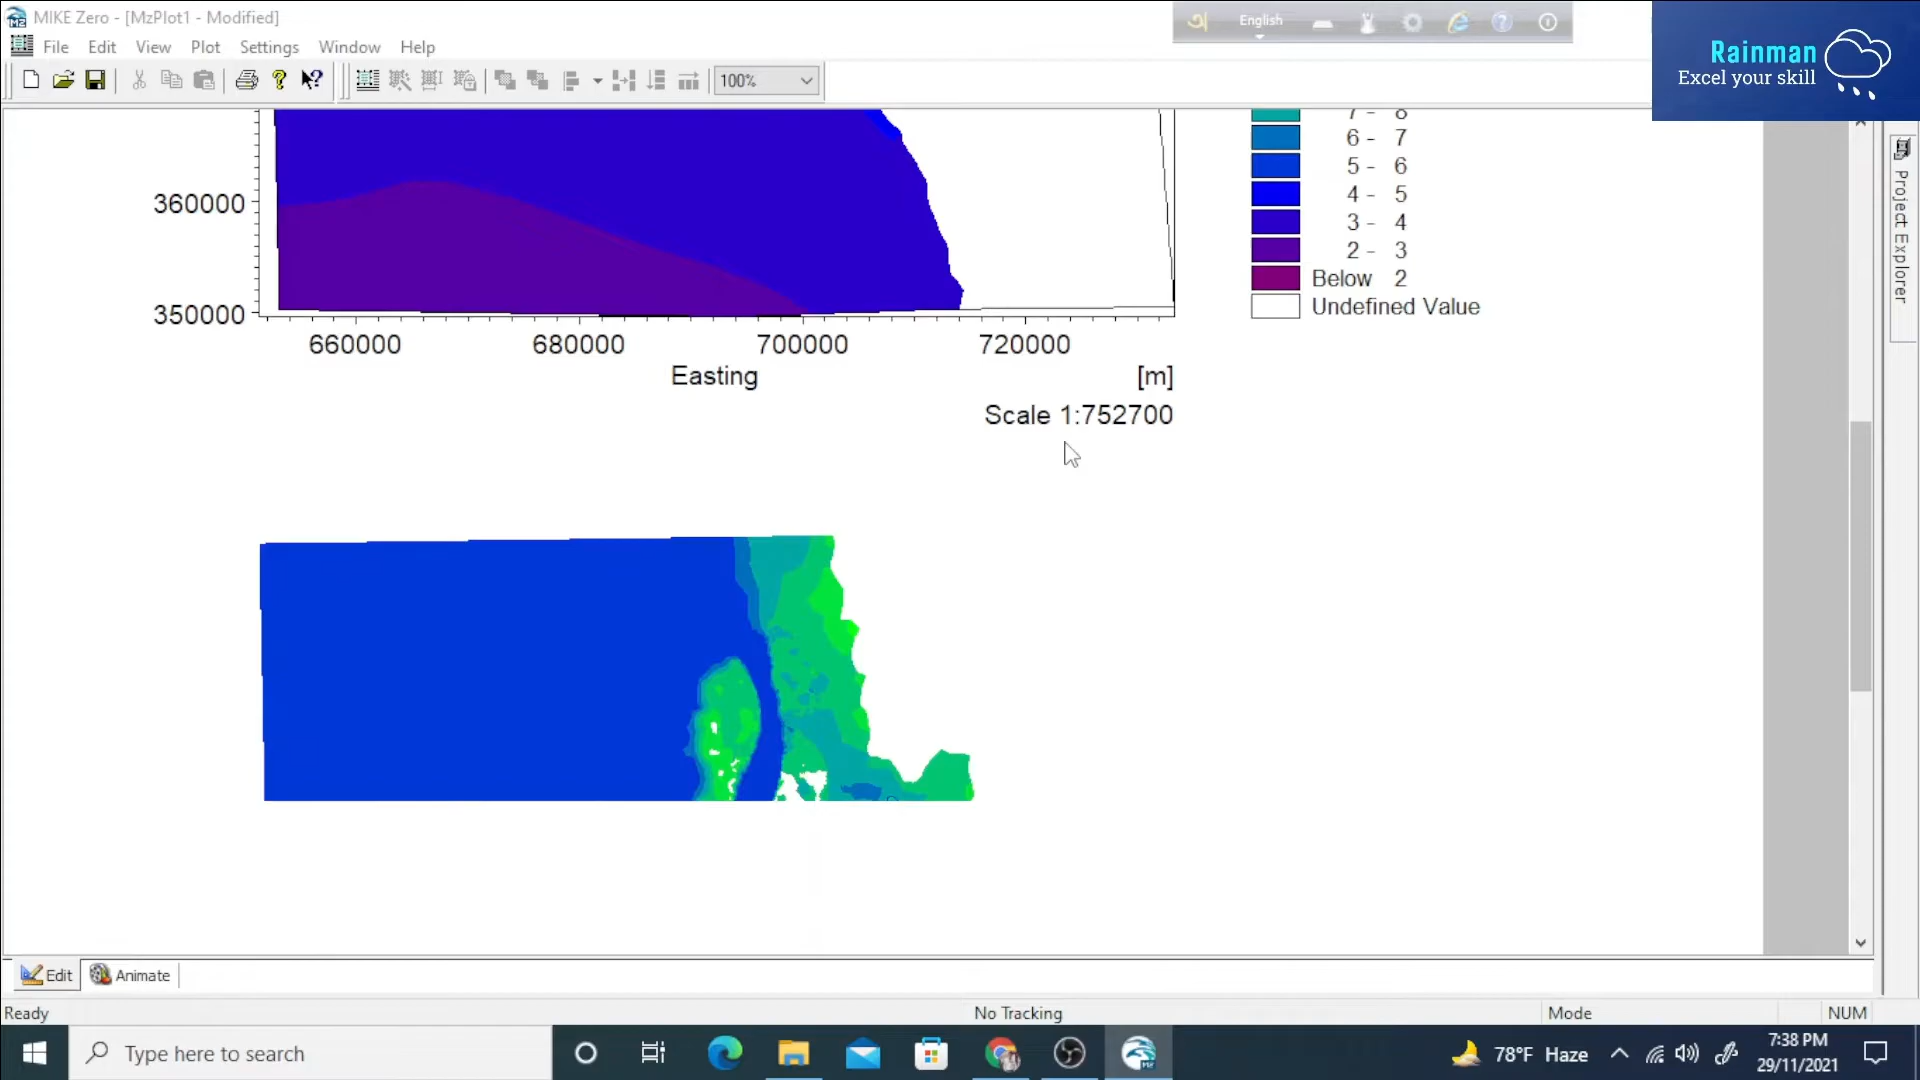 MIKE Zero - [MzPlot1 - Modified]
অ English
Rainman
Excel your skill
File Edit View Plot Settings Window Help
100%
7 - 8
6 - 7
5 - 6
4 - 5
3 - 4
2 - 3
Below 2
Undefined Value
360000
350000
660000 680000 700000 720000
Easting [m]
Scale 1:752700
Project Explorer
Edit Animate
Ready No Tracking Mode NUM
Type here to search
78°F Haze
7:38 PM
29/11/2021